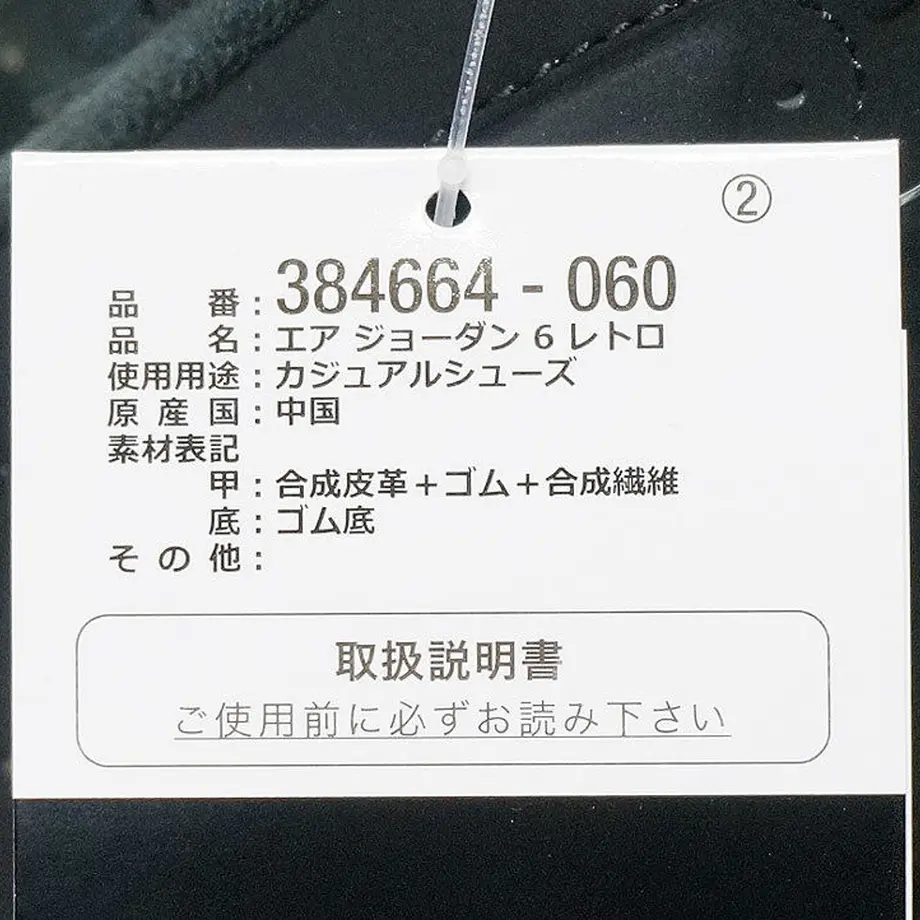 ②
品番：384664-060
品名：エア ジョーダン 6 レトロ
使用用途：カジュアルシューズ
原産国：中国
素材表記
甲：合成皮革＋ゴム＋合成繊維
底：ゴム底
その他：
取扱説明書
ご使用前に必ずお読み下さい